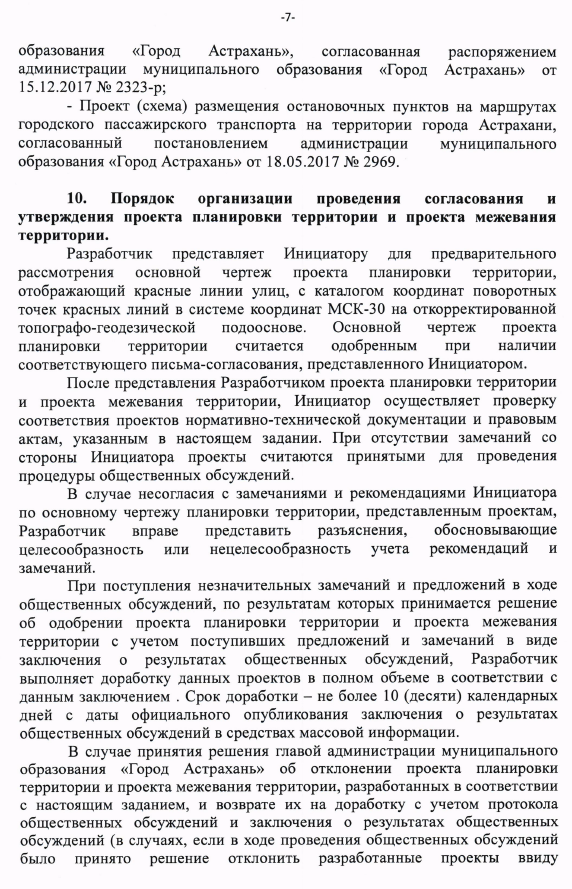 -7-
образования «Город Астрахань», согласованная распоряжением
администрации муниципального образования «Город Астрахань» от
15.12.2017 № 2323-р;
- Проект (схема) размещения остановочных пунктов на маршрутах
городского пассажирского транспорта на территории города Астрахани,
согласованный постановлением администрации муниципального
образования «Город Астрахань» от 18.05.2017 № 2969.
10. Порядок организации проведения согласования и
утверждения проекта планировки территории и проекта межевания
территории.
Разработчик представляет Инициатору для предварительного
рассмотрения основной чертеж проекта планировки территории,
отображающий красные линии улиц, с каталогом координат поворотных
точек красных линий в системе координат МСК-30 на откорректированной
топографо-геодезической подооснове. Основной чертеж проекта
планировки территории считается одобренным при наличии
соответствующего письма-согласования, представленного Инициатором.
После представления Разработчиком проекта планировки территории
и проекта межевания территории, Инициатор осуществляет проверку
соответствия проектов нормативно-технической документации и правовым
актам, указанным в настоящем задании. При отсутствии замечаний со
стороны Инициатора проекты считаются принятыми для проведения
процедуры общественных обсуждений.
В случае несогласия с замечаниями и рекомендациями Инициатора
по основному чертежу планировки территории, представленным проектам,
Разработчик вправе представить разъяснения, обосновывающие
целесообразность или нецелесообразность учета рекомендаций и
замечаний.
При поступления незначительных замечаний и предложений в ходе
общественных обсуждений, по результатам которых принимается решение
об одобрении проекта планировки территории и проекта межевания
территории с учетом поступивших предложений и замечаний в виде
заключения о результатах общественных обсуждений, Разработчик
выполняет доработку данных проектов в полном объеме в соответствии с
данным заключением . Срок доработки – не более 10 (десяти) календарных
дней с даты официального опубликования заключения о результатах
общественных обсуждений в средствах массовой информации.
В случае принятия решения главой администрации муниципального
образования «Город Астрахань» об отклонении проекта планировки
территории и проекта межевания территории, разработанных в соответствии
с настоящим заданием, и возврате их на доработку с учетом протокола
общественных обсуждений и заключения о результатах общественных
обсуждений (в случаях, если в ходе проведения общественных обсуждений
было принято решение отклонить разработанные проекты ввиду